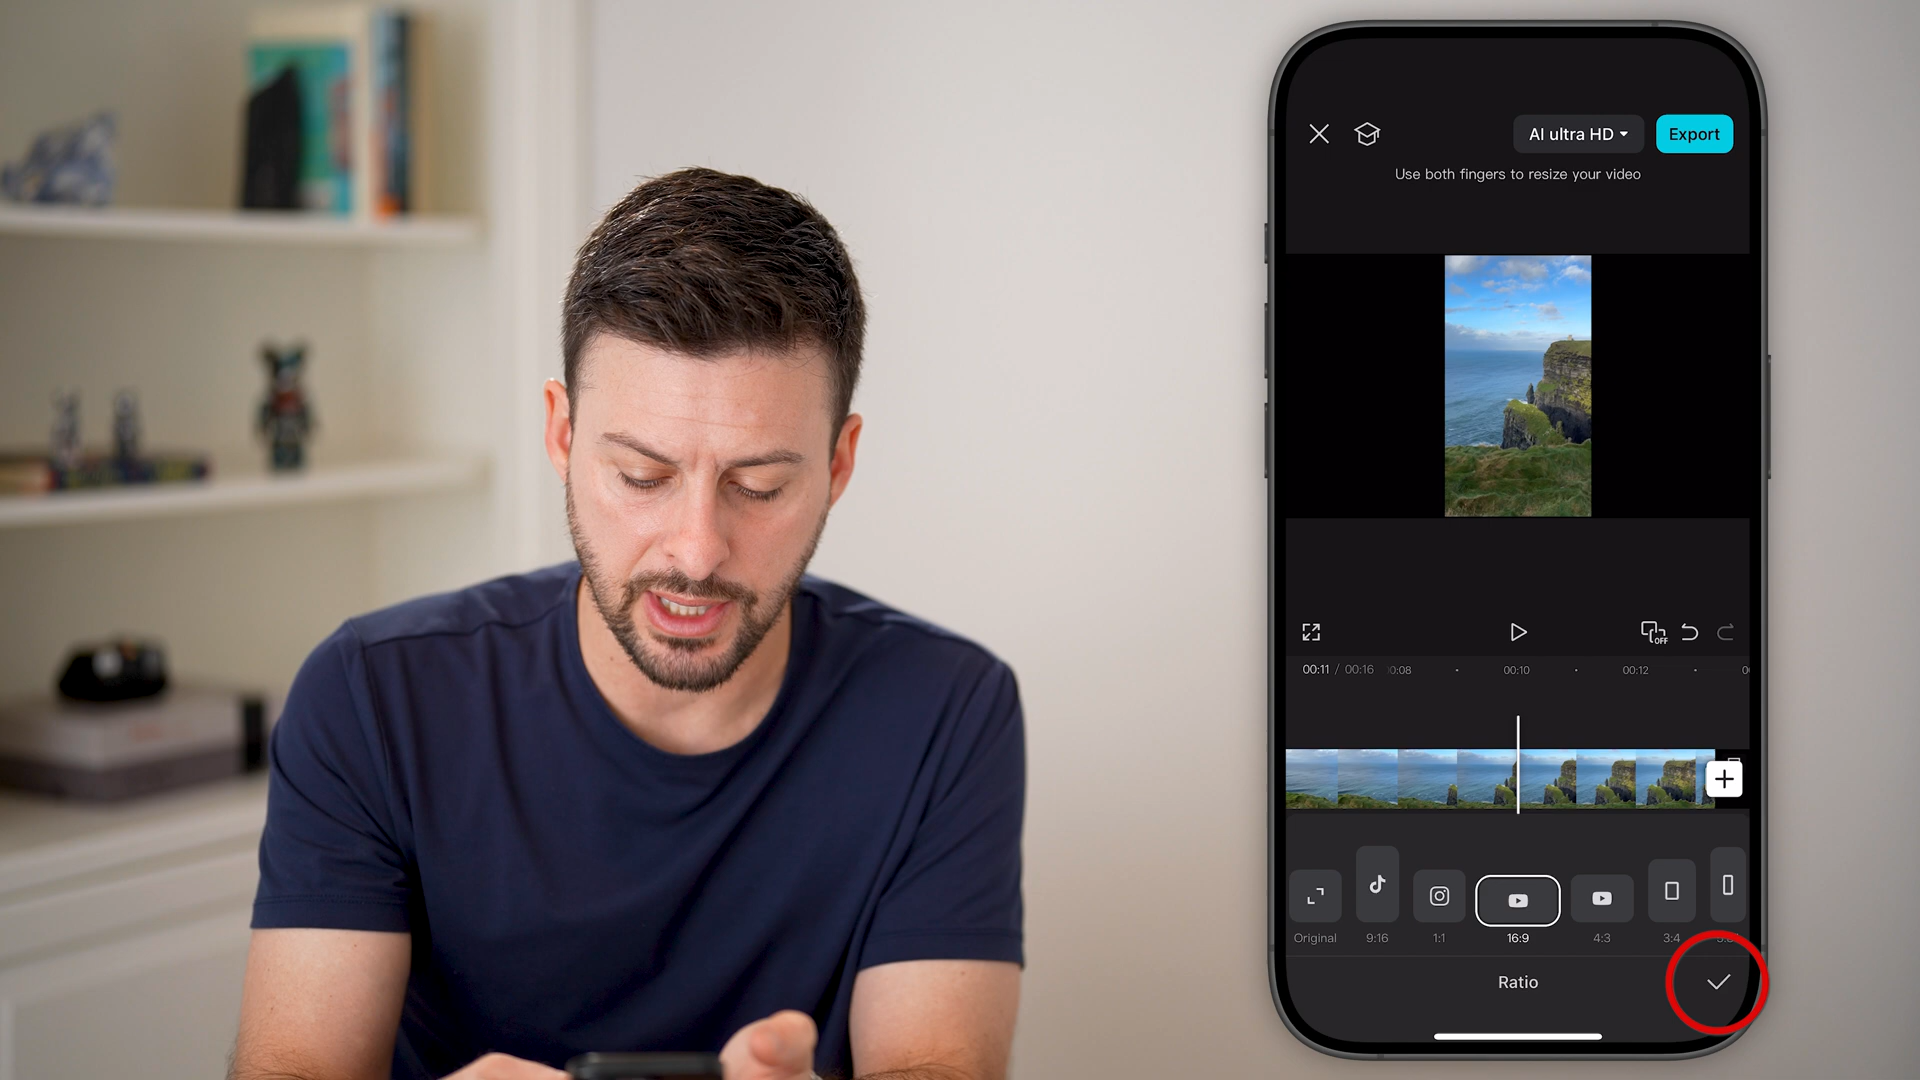 AI ultra HD
Export
Use both fingers to resize your video
OFF
00:11 / 00:16
0:08
00:10
00:12
Original
9:16
1:1
16:9
4:3
3:4
Ratio